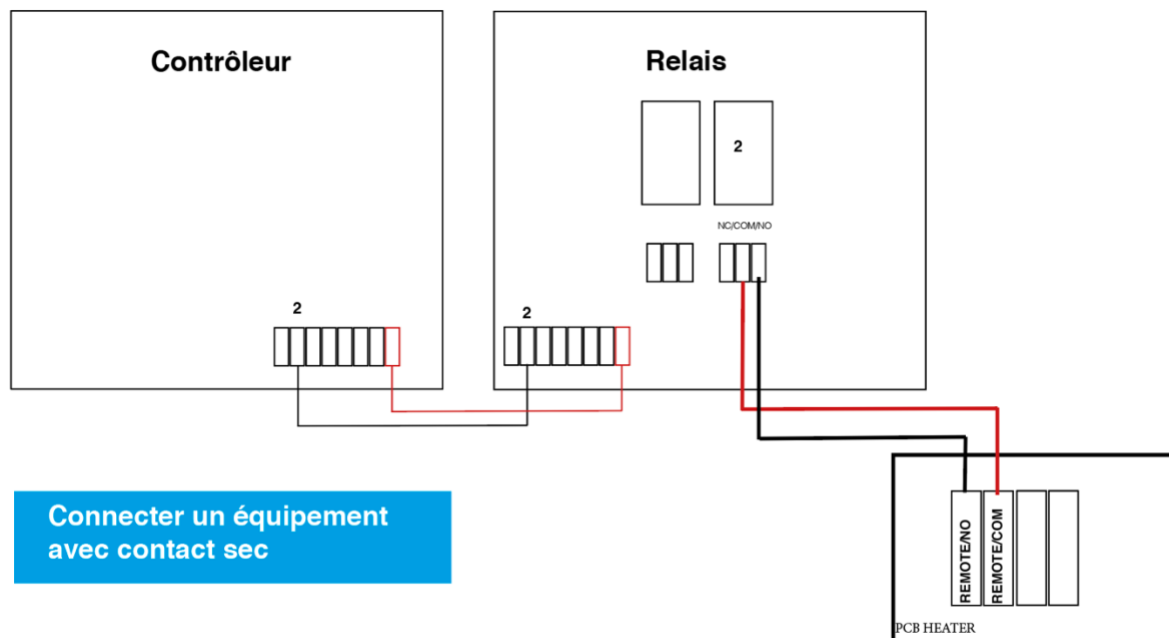 Contrôleur
Relais
2
NC/COM/NO
2
2
Connecter un équipement
avec contact sec
REMOTE/NO
REMOTE/COM
PCB HEATER